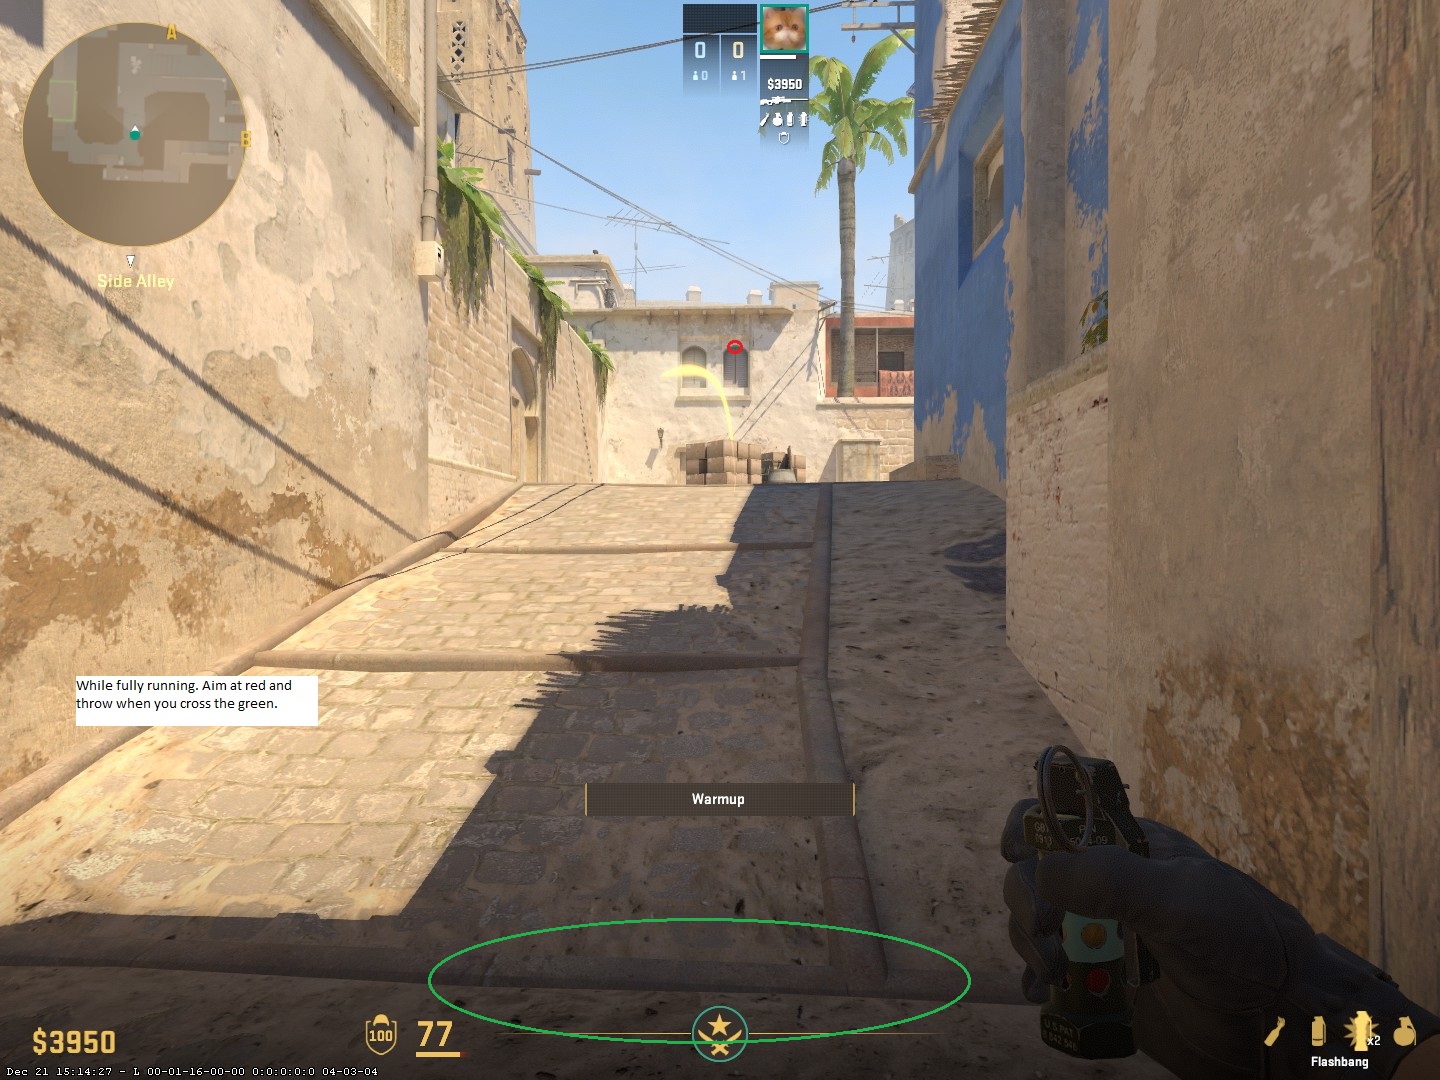 A
B
Side Alley
0 0
0 1
$3950
While fully running. Aim at red and
throw when you cross the green.
Warmup
$3950
100
77
x2
Flashbang
Dec 21 15:14:27 - L 00-01-16-00-00 0:0:0:0:0 04-03-04